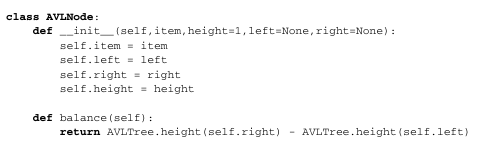 class AVLNode:
    def __init__(self,item,height=1,left=None,right=None):
        self.item = item
        self.left = left
        self.right = right
        self.height = height

    def balance(self):
        return AVLTree.height(self.right) - AVLTree.height(self.left)